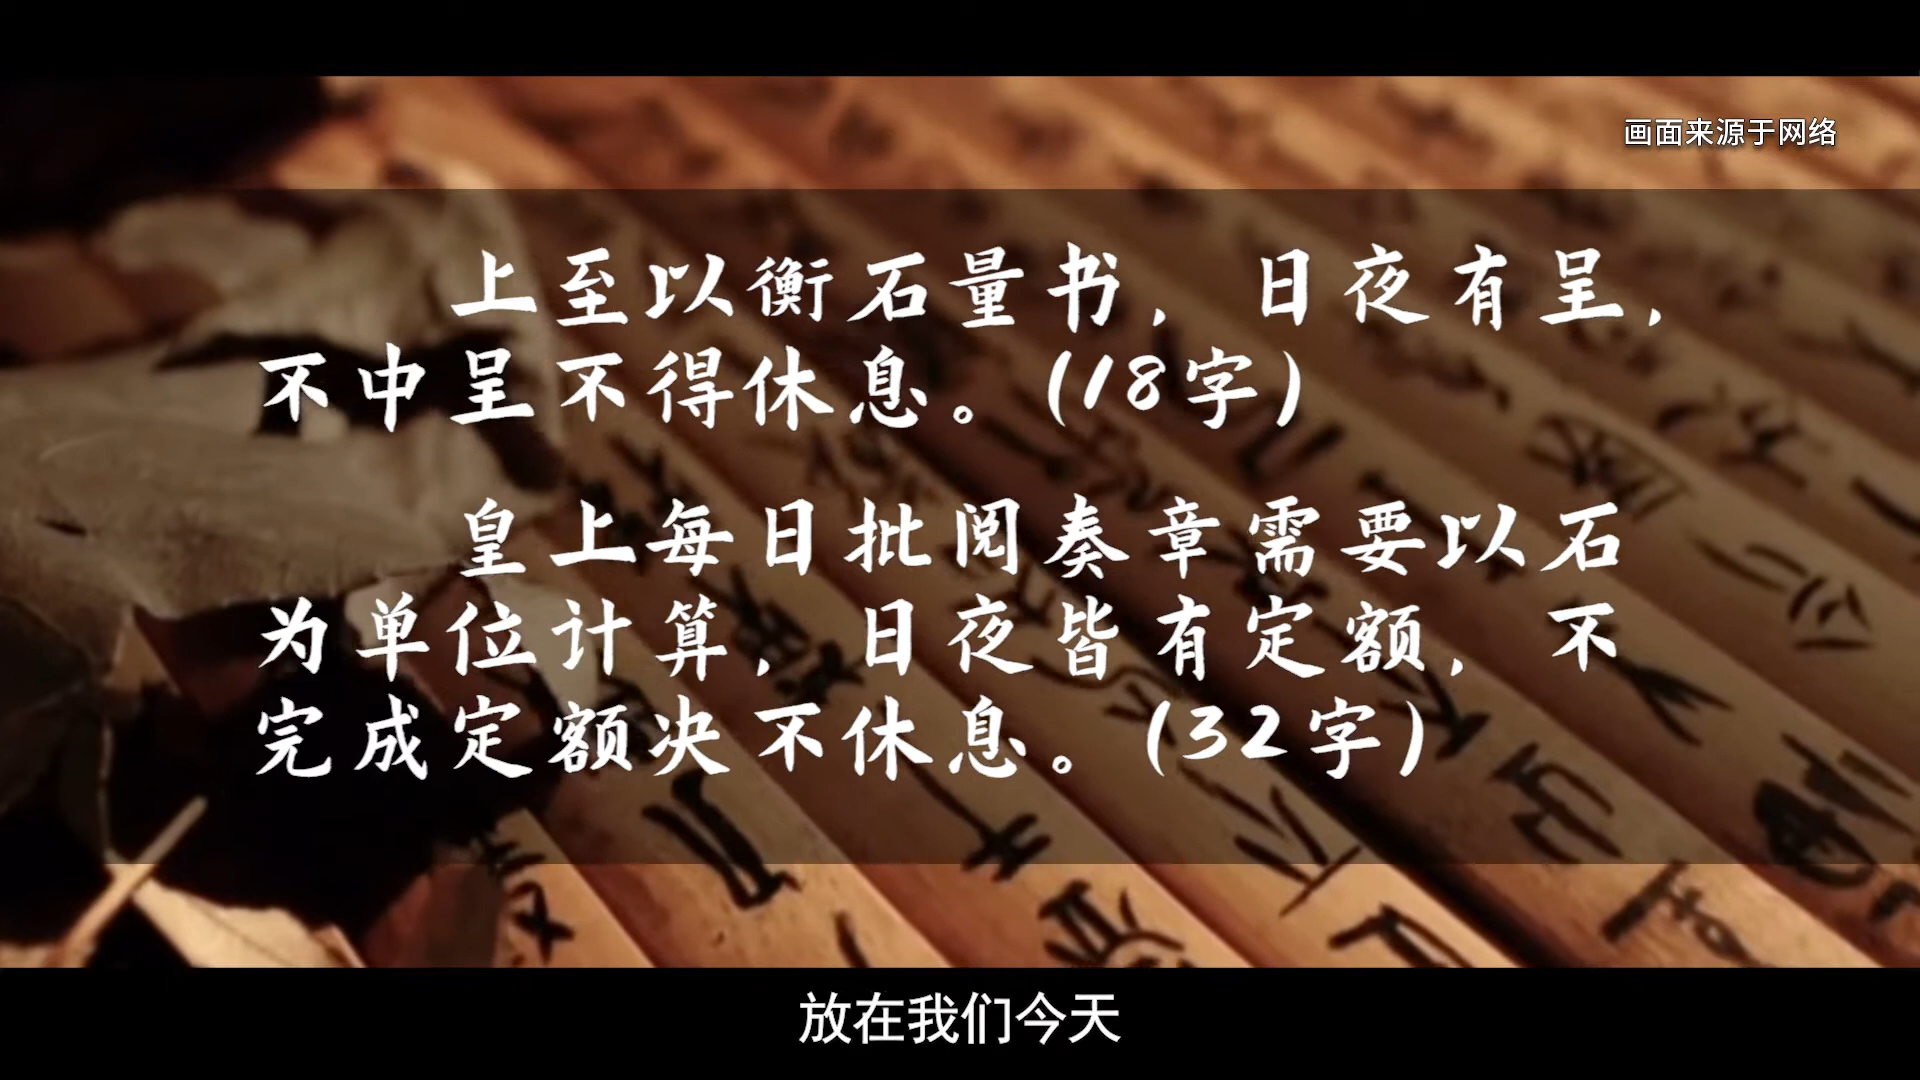 画面来源于网络
上至以衡石量书，日夜有呈，
不中呈不得休息。(18字)
皇上每日批阅奏章需要以石
为单位计算，日夜皆有定额，不
完成定额决不休息。(32字)
放在我们今天